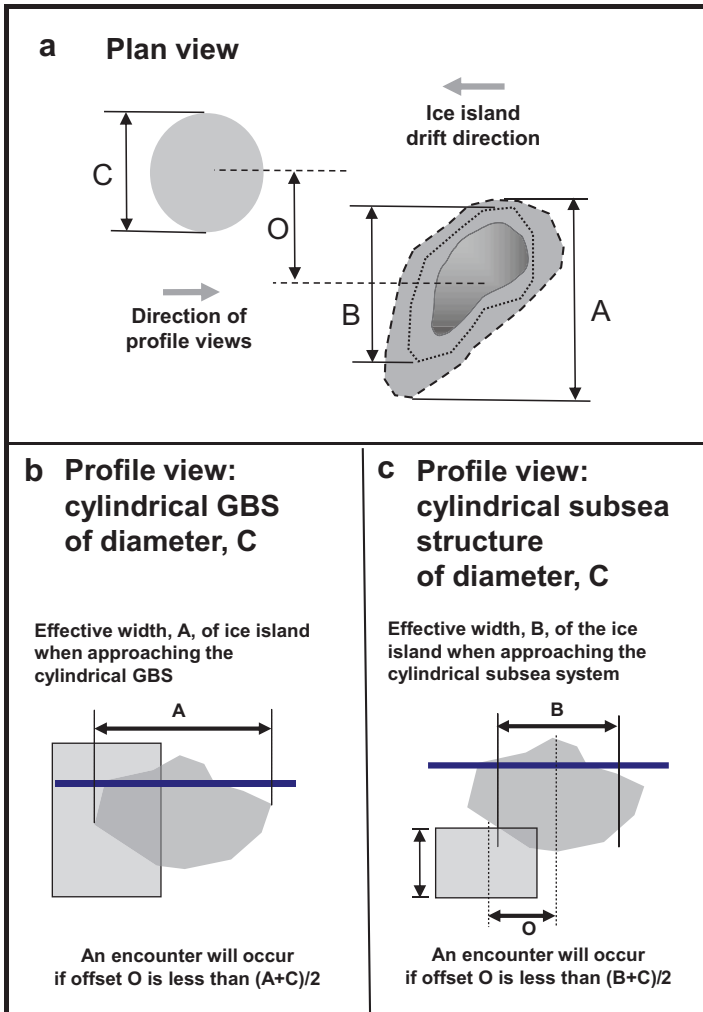 a Plan view
Ice island
drift direction
C
O
B
A
Direction of
profile views
b Profile view:
cylindrical GBS
of diameter, C
Effective width, A, of ice island
when approaching the
cylindrical GBS
A
An encounter will occur
if offset O is less than (A+C)/2
c Profile view:
cylindrical subsea
structure
of diameter, C
Effective width, B, of the ice
island when approaching the
cylindrical subsea system
B
O
An encounter will occur
if offset O is less than (B+C)/2